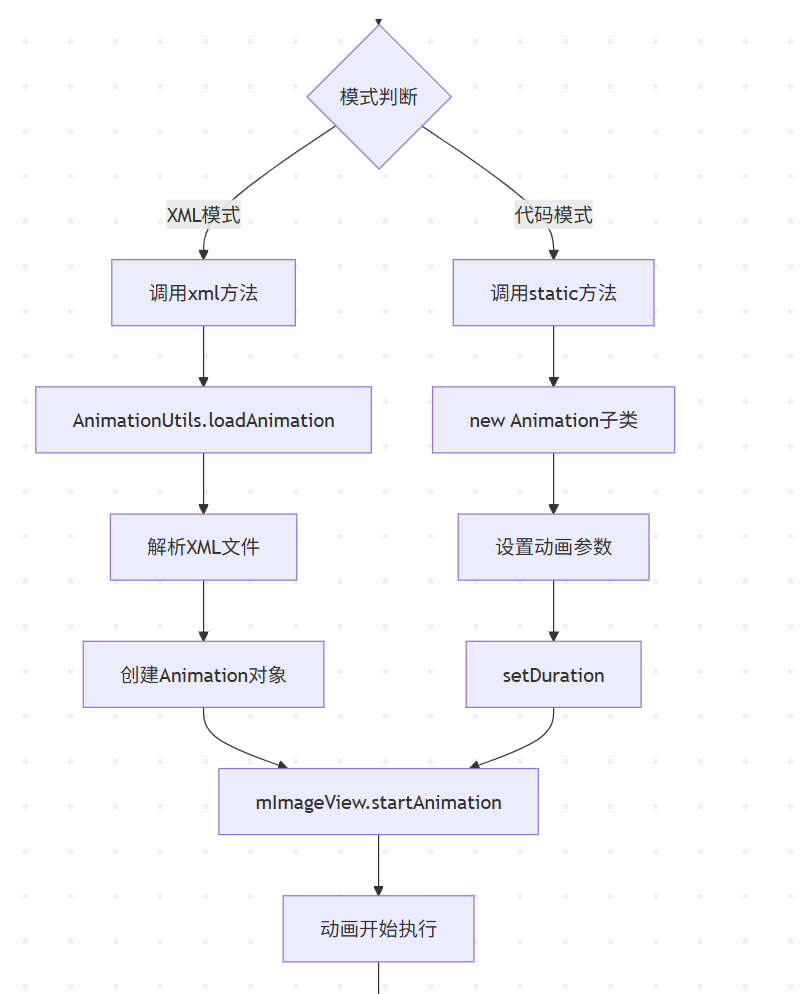 模式判断
XML模式
代码模式
调用xml方法
调用static方法
AnimationUtils.loadAnimation
new Animation子类
解析XML文件
设置动画参数
创建Animation对象
setDuration
mImageView.startAnimation
动画开始执行